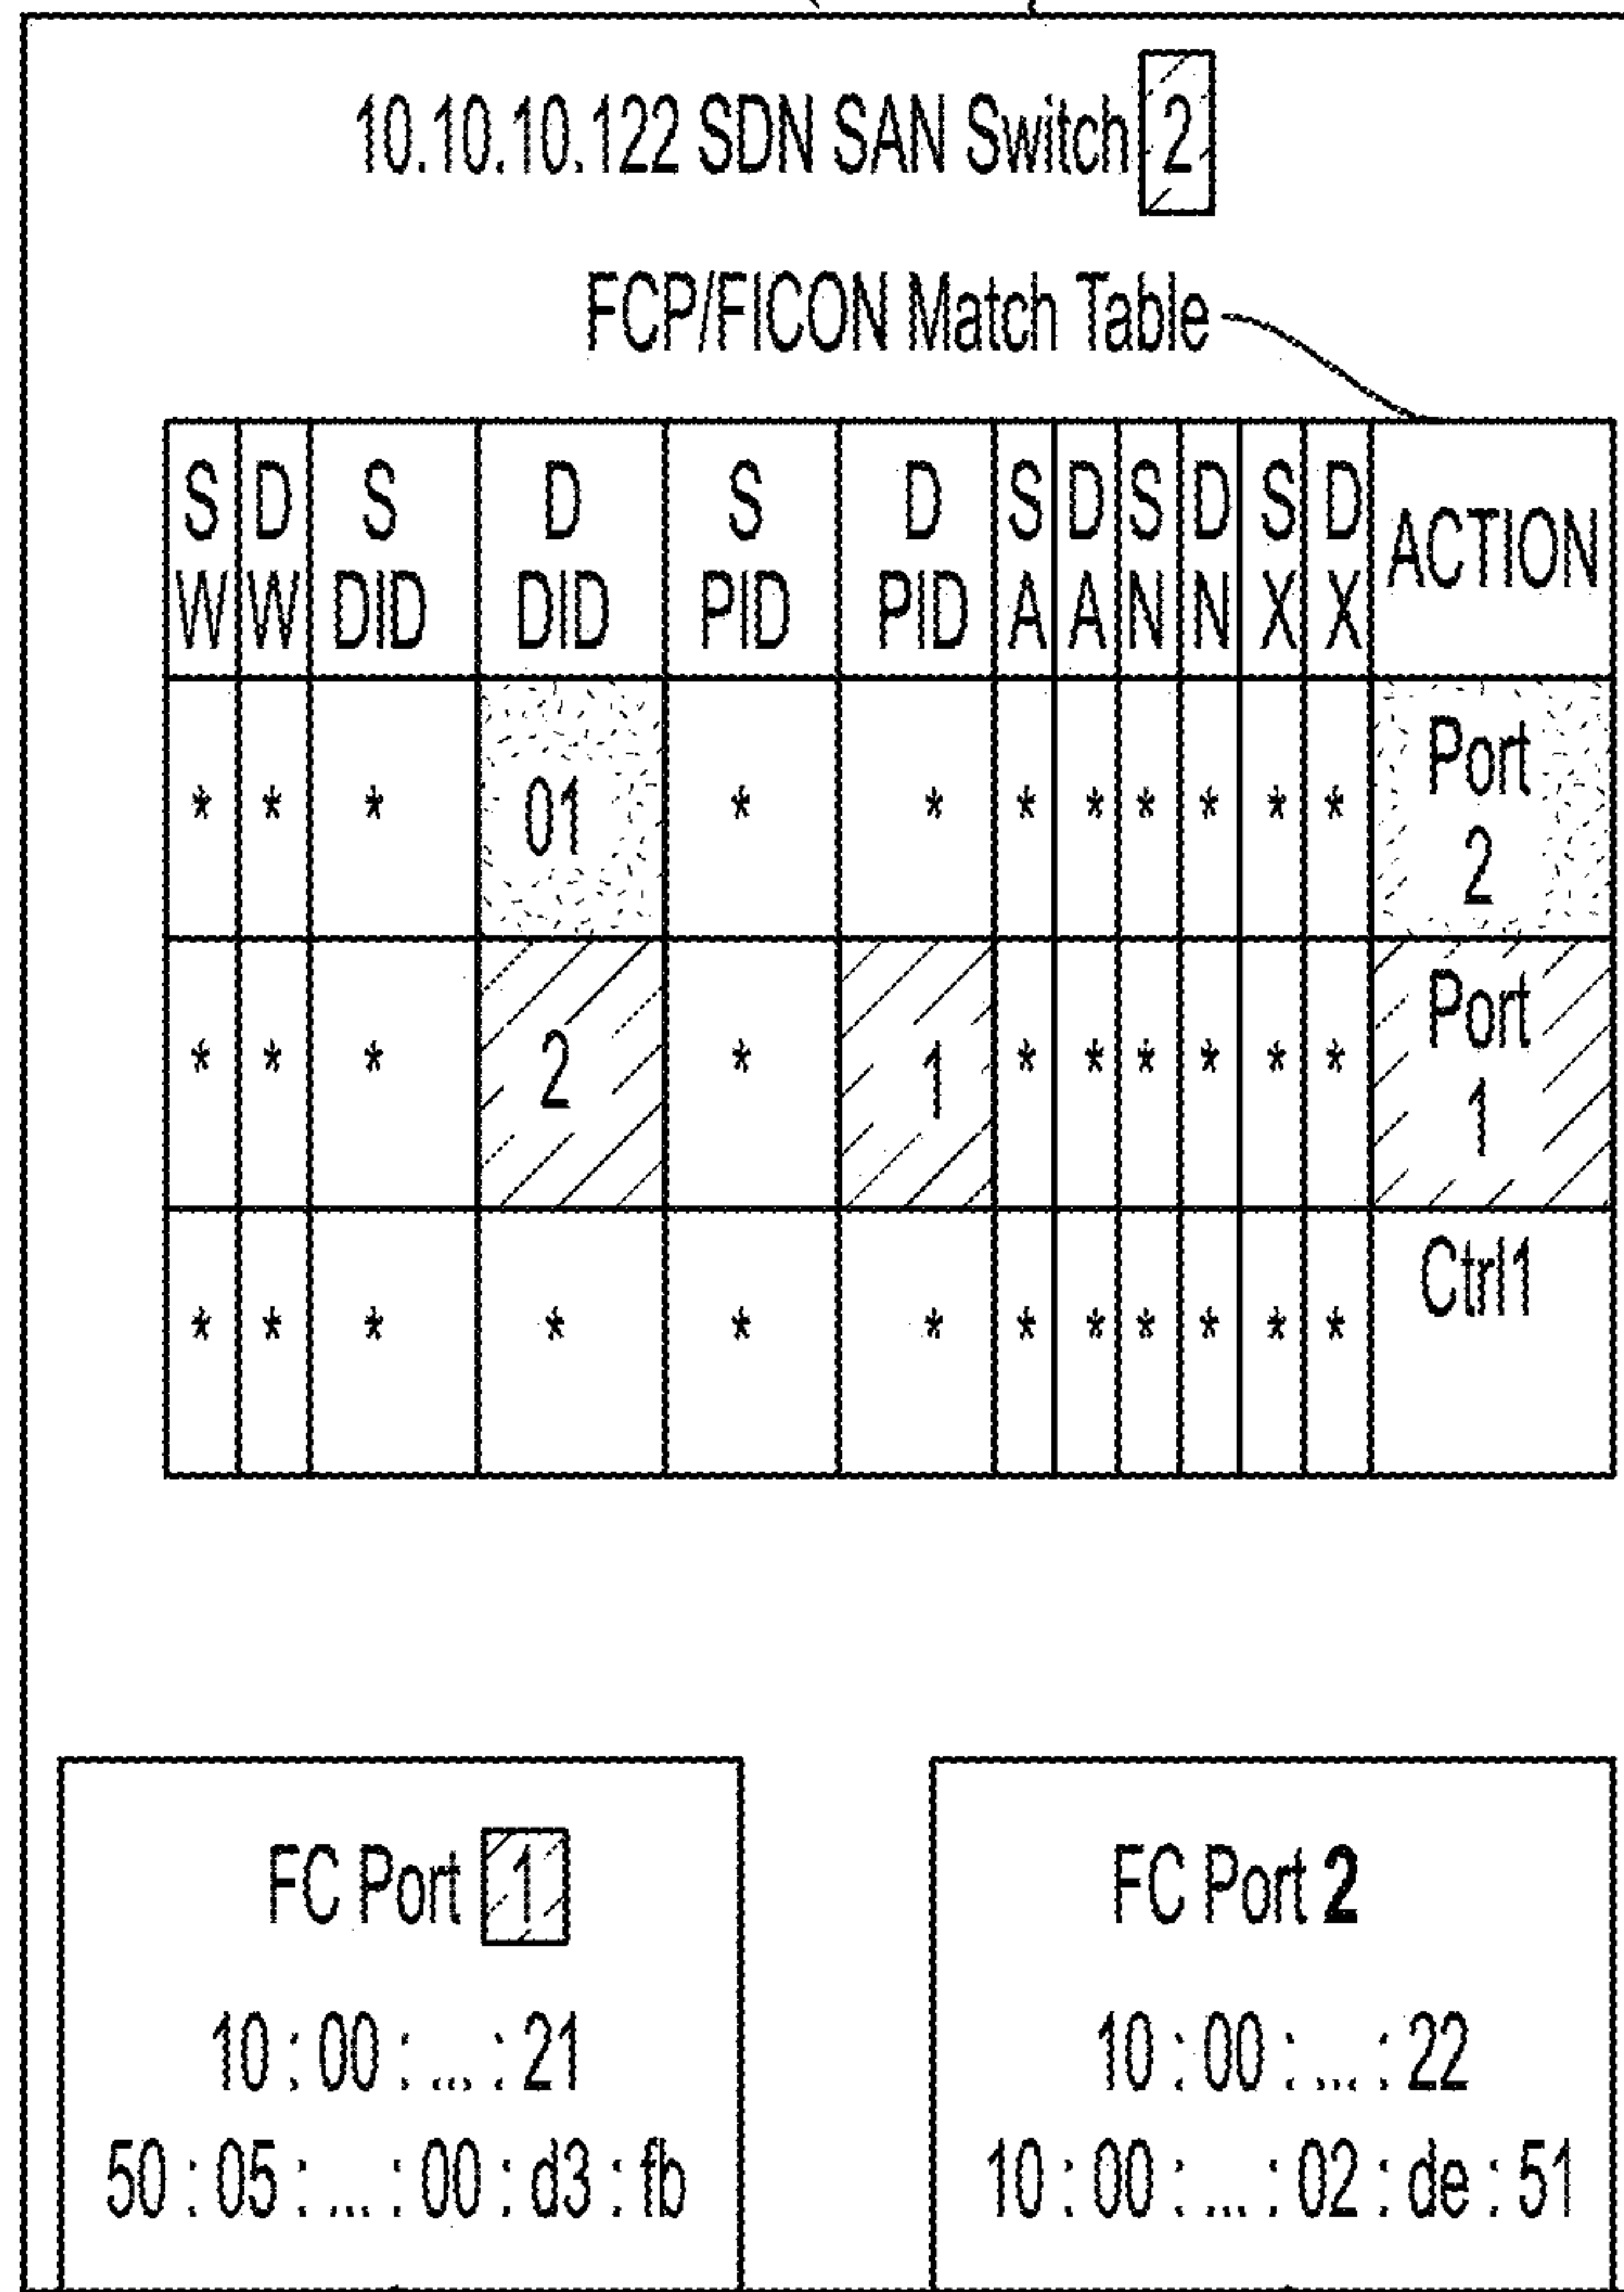 10.10.10.122 SDN SAN Switch 2
FCP/FICON Match Table
S D S D S D S D S D S D ACTION
W W DID DID PID PID A A N N X X
* * * 01 * * * * * * * * Port 2
* * * 2 * 1 * * * * * * Port 1
* * * * * * * * * * * * Ctrl1
FC Port 1
10 : 00 : ... : 21
50 : 05 : ... : 00 : d3 : fb
FC Port 2
10 : 00 : ... : 22
10 : 00 : ... : 02 : de : 51